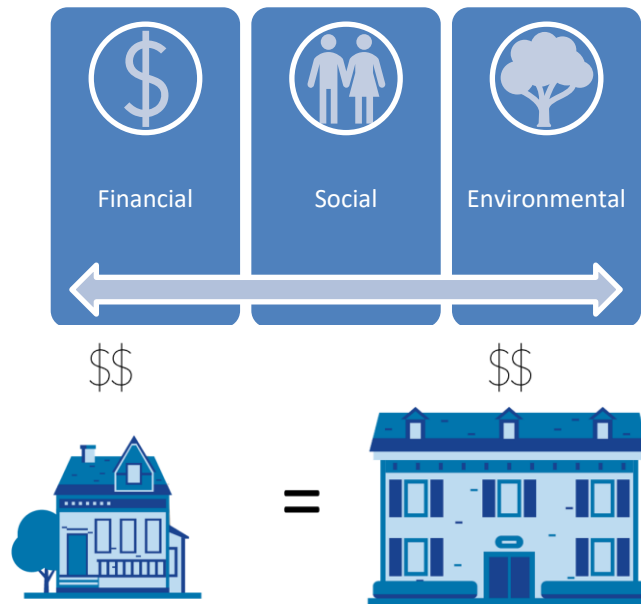 $
Financial Social Environmental
$$ $$
=